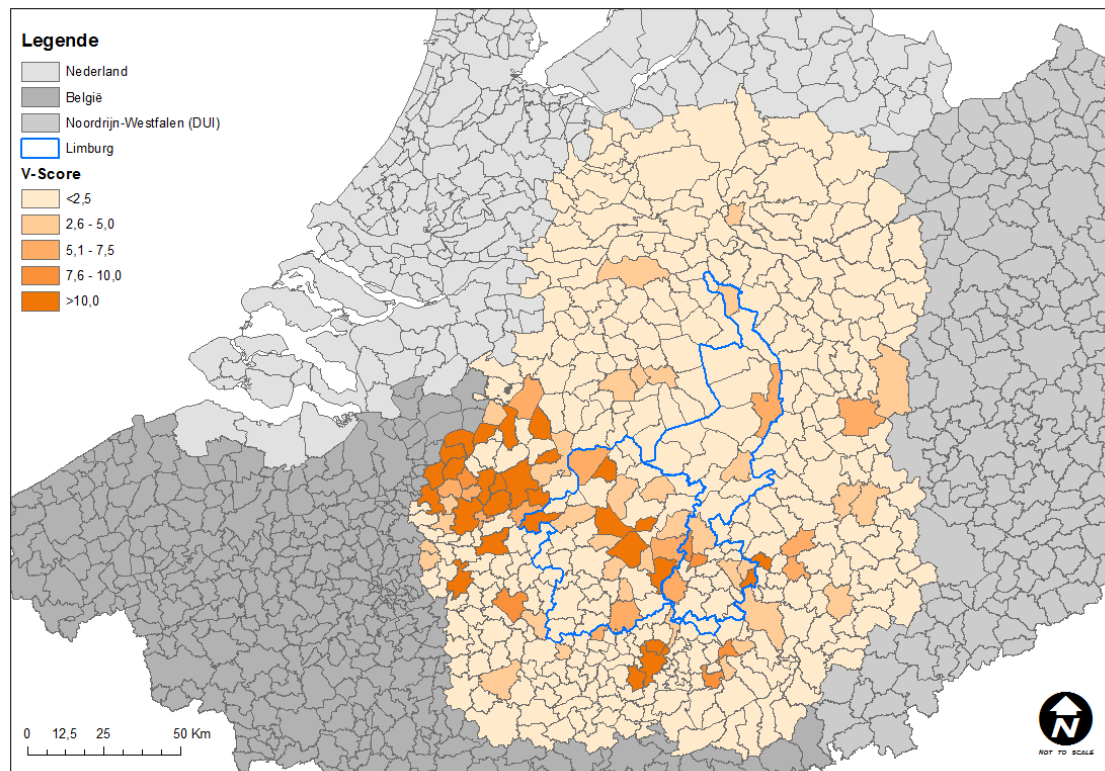 Legende
Nederland
België
Noordrijn-Westfalen (DUI)
Limburg
V-Score
<2,5
2,6 - 5,0
5,1 - 7,5
7,6 - 10,0
>10,0
0 12,5 25 50 Km
N
NOT TO SCALE